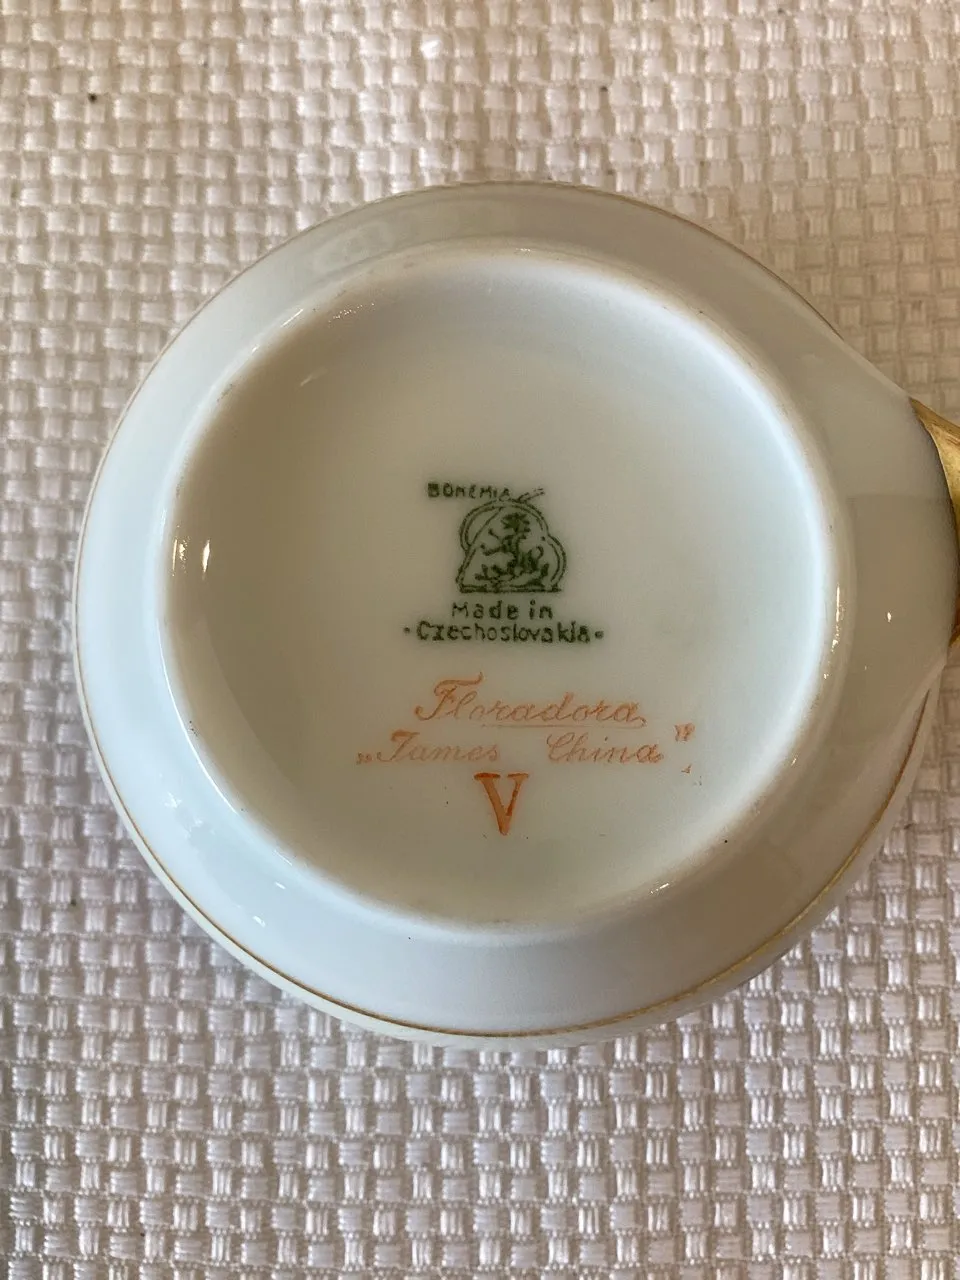 BOHEMIA
Made in
·Czechoslovakia·
Floradora
„James China”
V